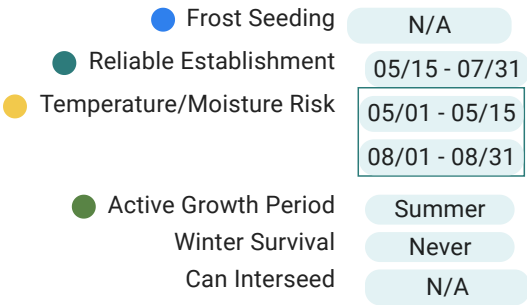 Frost Seeding N/A
Reliable Establishment 05/15 - 07/31
Temperature/Moisture Risk 05/01 - 05/15
08/01 - 08/31
Active Growth Period Summer
Winter Survival Never
Can Interseed N/A